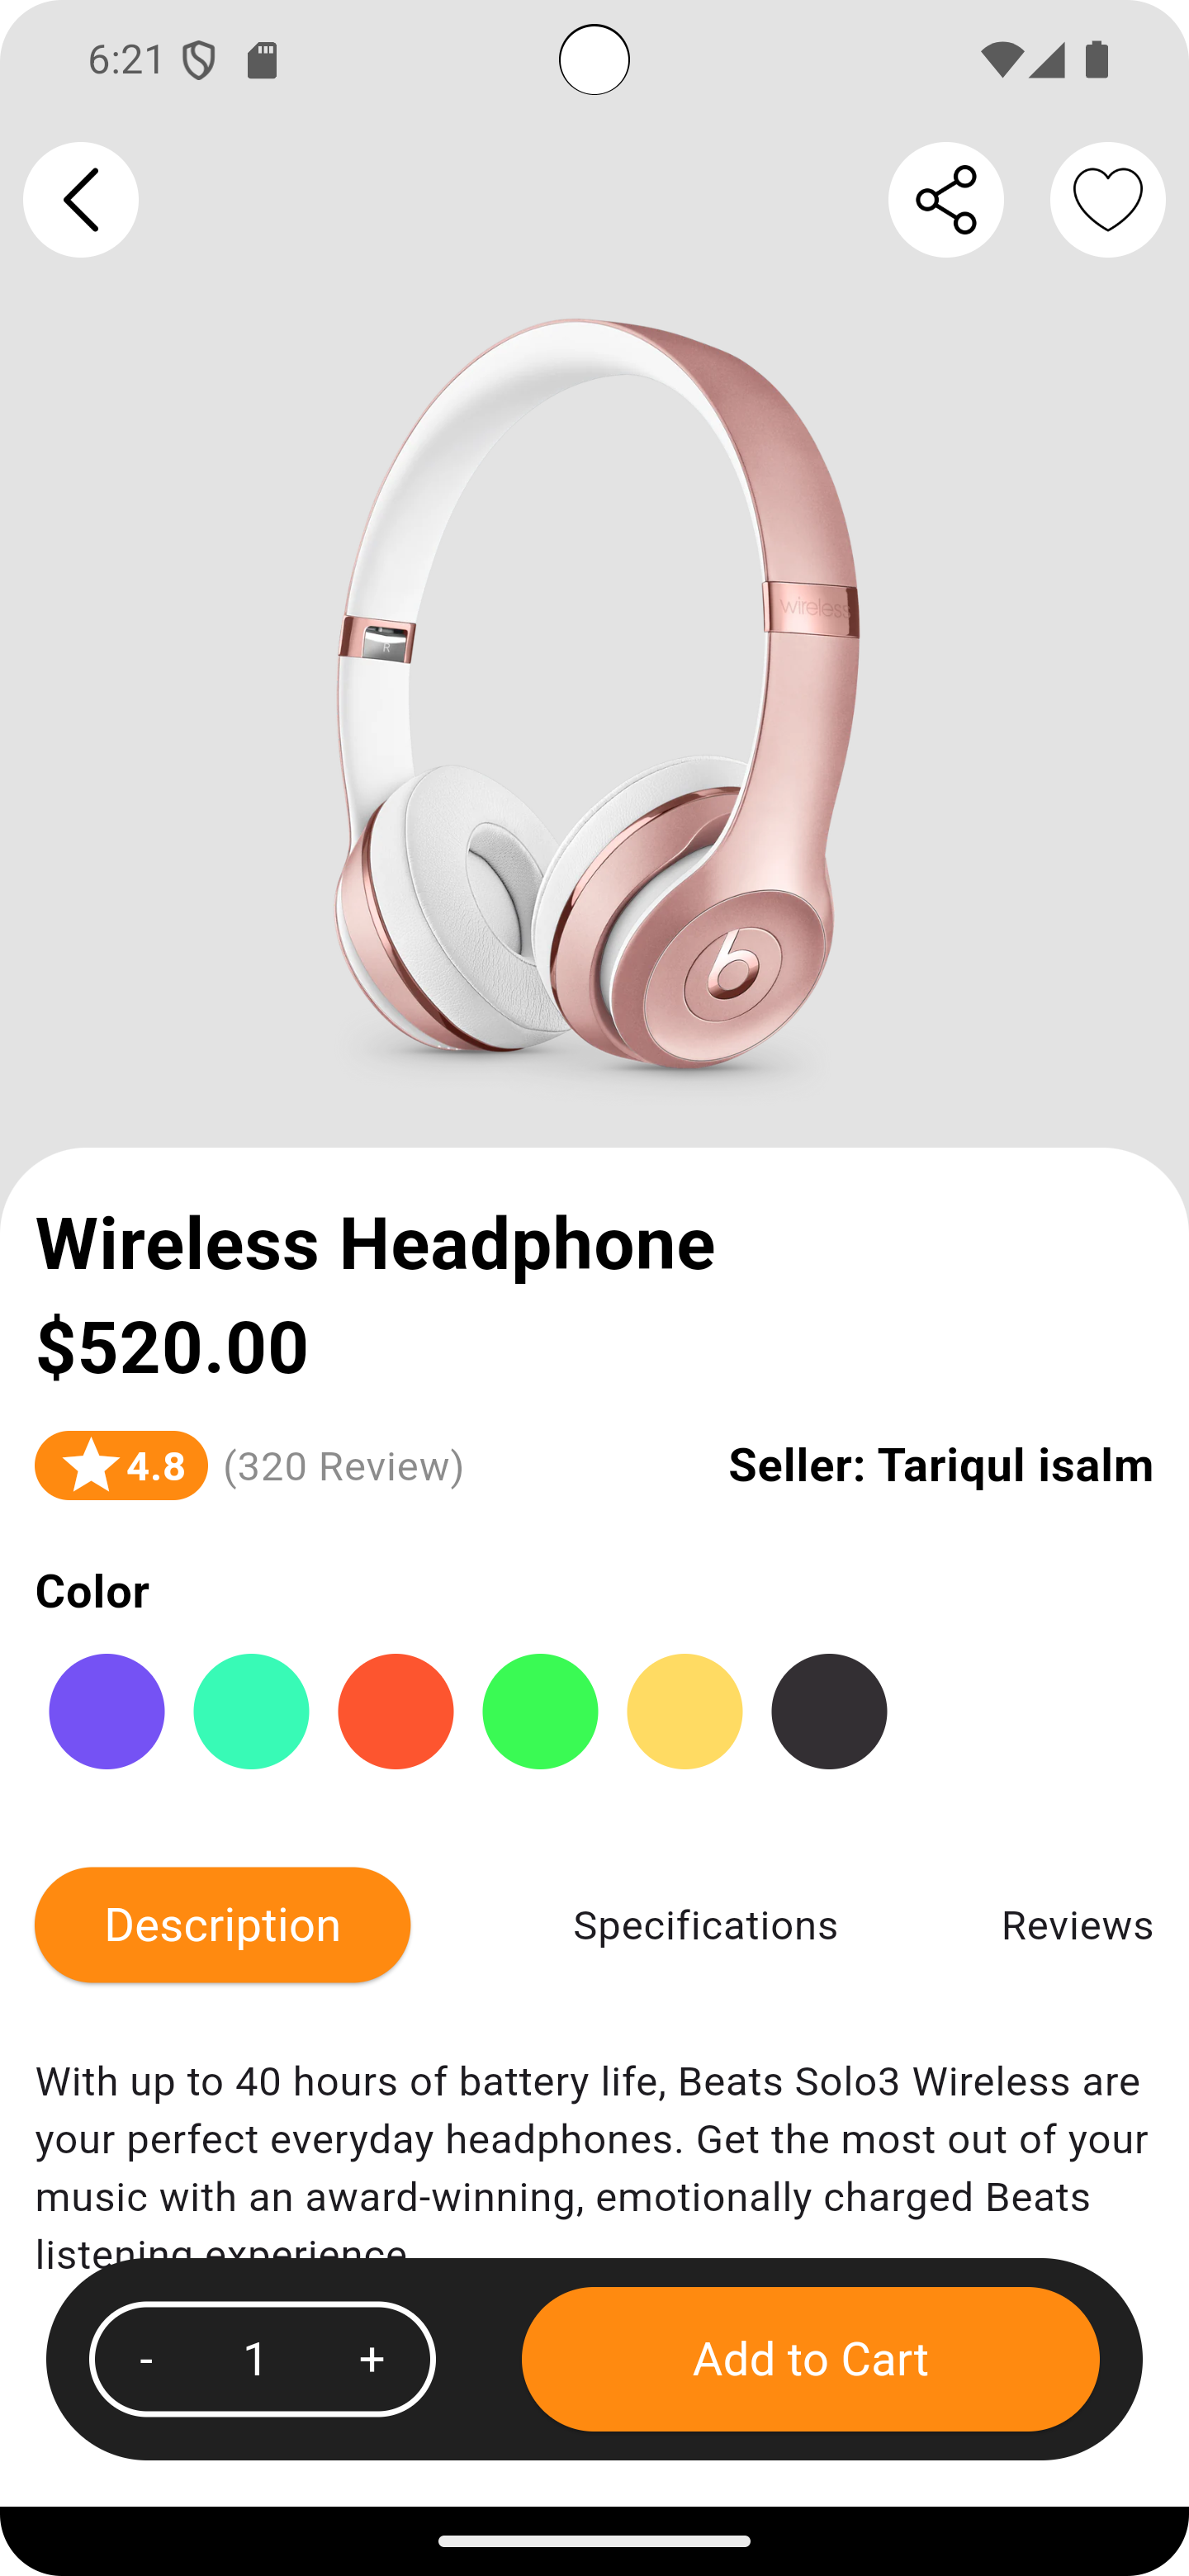 6:21
wireless
R
b
Wireless Headphone
$520.00
4.8 (320 Review) Seller: Tariqul isalm
Color
Description Specifications Reviews
With up to 40 hours of battery life, Beats Solo3 Wireless are
your perfect everyday headphones. Get the most out of your
music with an award-winning, emotionally charged Beats
listening experience
- 1 + Add to Cart